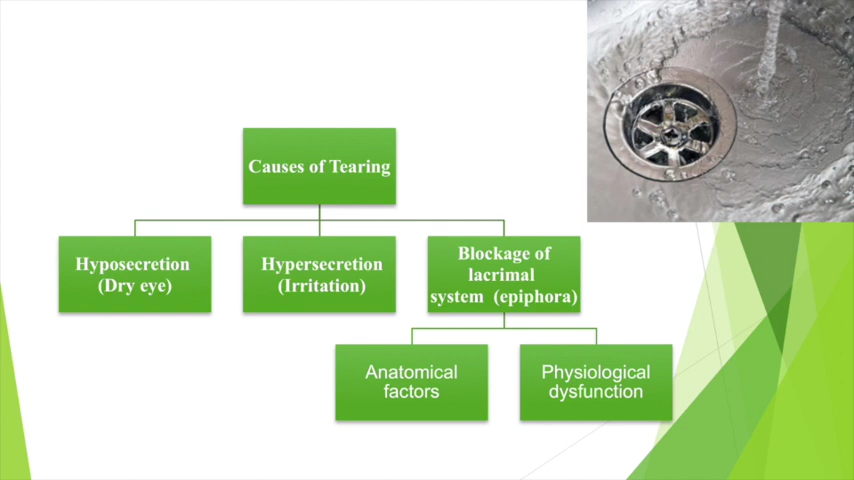 Causes of Tearing
Hyposecretion
(Dry eye)
Hypersecretion
(Irritation)
Blockage of
lacrimal
system (epiphora)
Anatomical
factors
Physiological
dysfunction